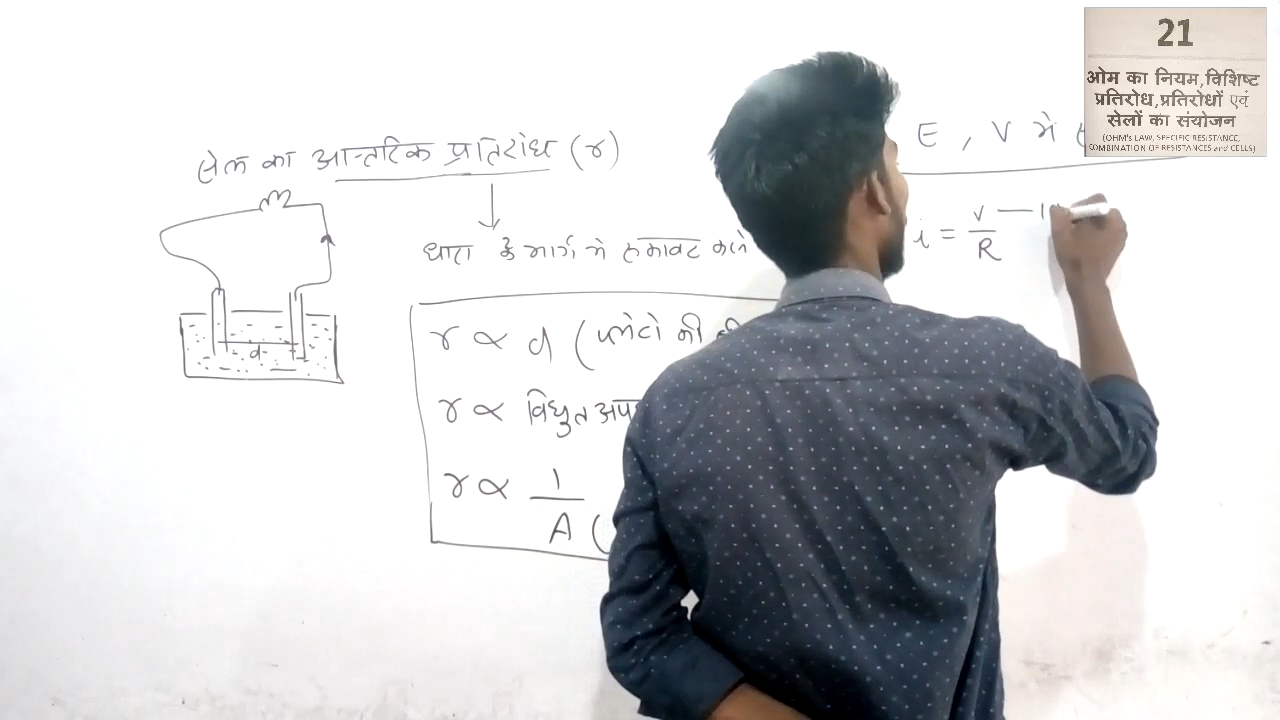 सेल का आन्तरिक प्रतिरोध (r)
धारा के मार्ग मे रुकावट
r ∝ d (प्लेटो की
r ∝ विधुत
r ∝ 1
A (
d
E , V मे
i = V
R
21
ओम का नियम,विशिष्ट
प्रतिरोध,प्रतिरोधों एवं
सेलों का संयोजन
(OHM's LAW, SPECIFIC RESISTANCE,
COMBINATION OF RESISTANCES and CELLS)